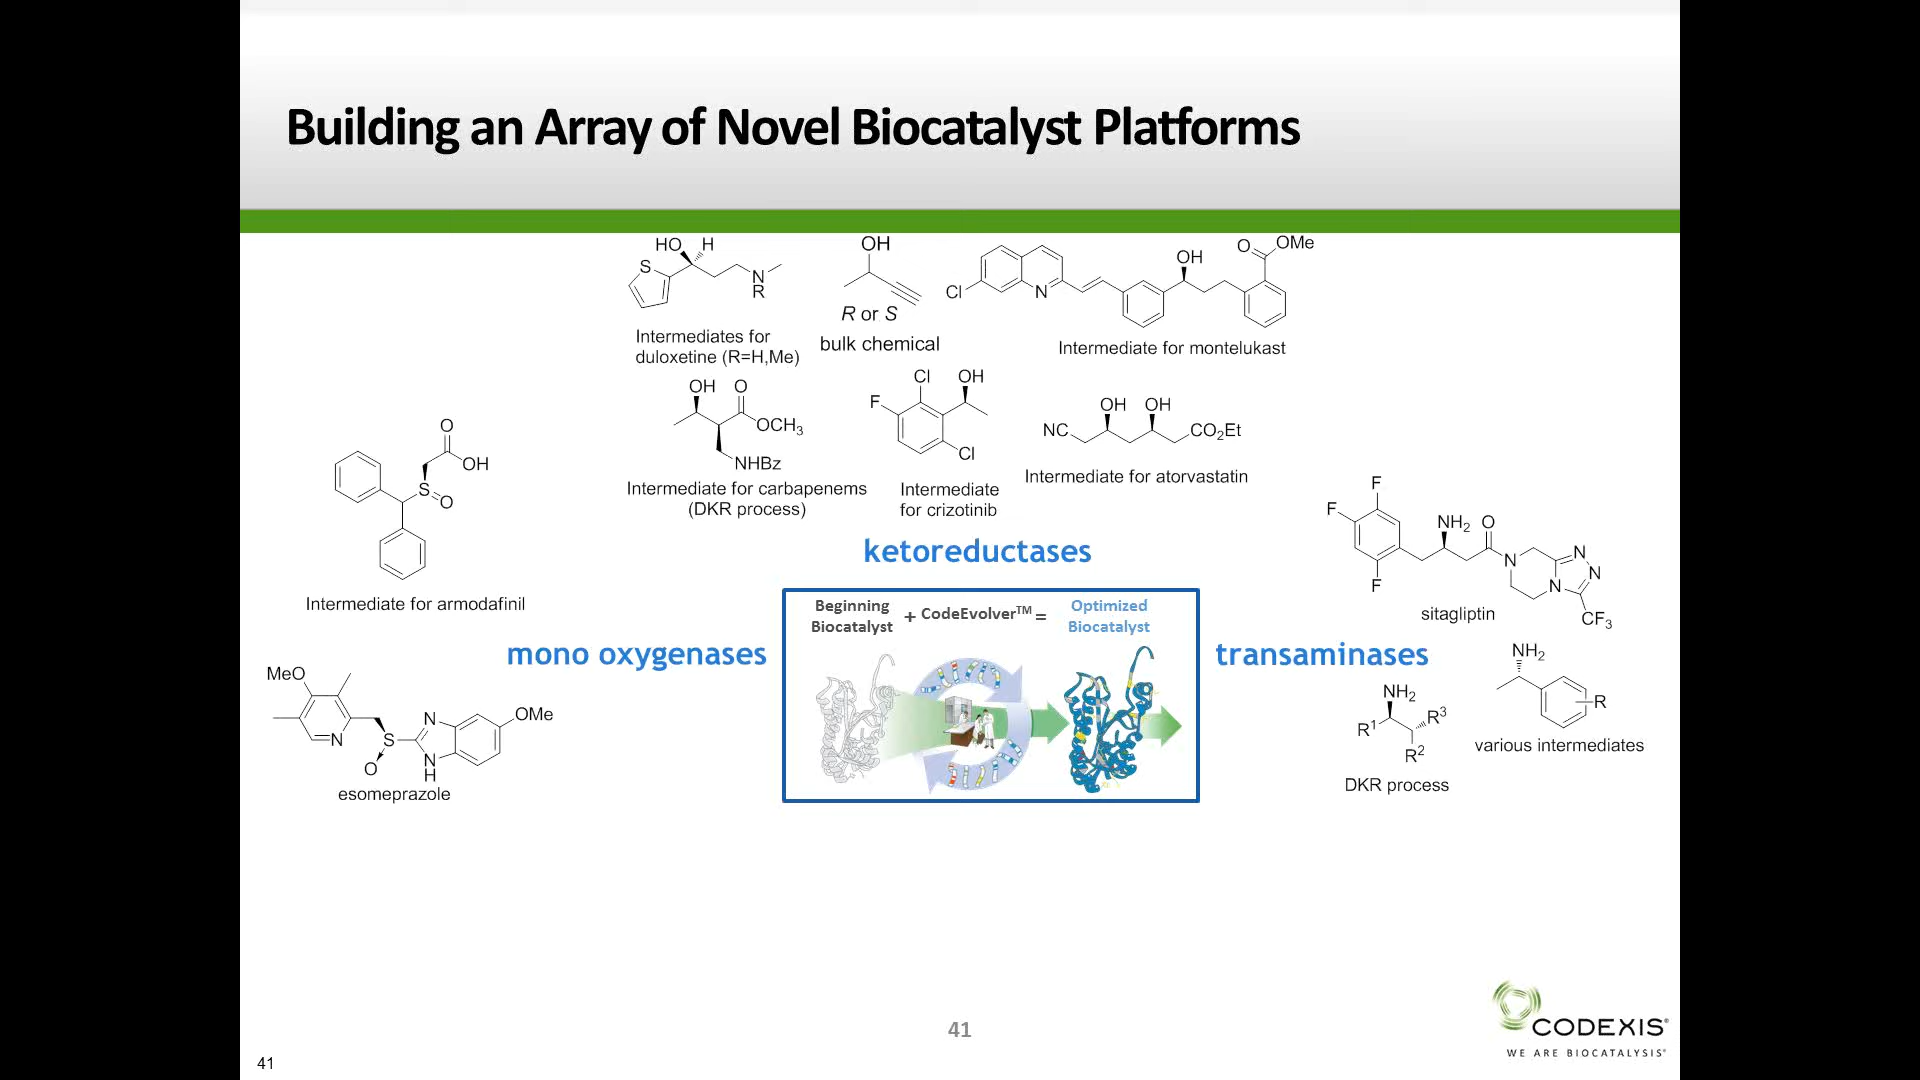 Building an Array of Novel Biocatalyst Platforms
HO H
S
N
R
Intermediates for
duloxetine (R=H,Me)
OH
R or S
bulk chemical
Cl
N
OH
O
OMe
Intermediate for montelukast
OH O
OCH3
NHBz
Intermediate for carbapenems
(DKR process)
Cl OH
F
Cl
Intermediate
for crizotinib
OH OH
NC
CO2Et
Intermediate for atorvastatin
ketoreductases
O
OH
S
O
Intermediate for armodafinil
mono oxygenases
MeO
N
S
O
N
N
H
OMe
esomeprazole
Beginning
Biocatalyst
+ CodeEvolver™ =
Optimized
Biocatalyst
F
F
F
NH2 O
N
N
N
N
CF3
sitagliptin
transaminases
NH2
R
various intermediates
NH2
R1
R3
R2
DKR process
41
CODEXIS®
WE ARE BIOCATALYSIS®
41